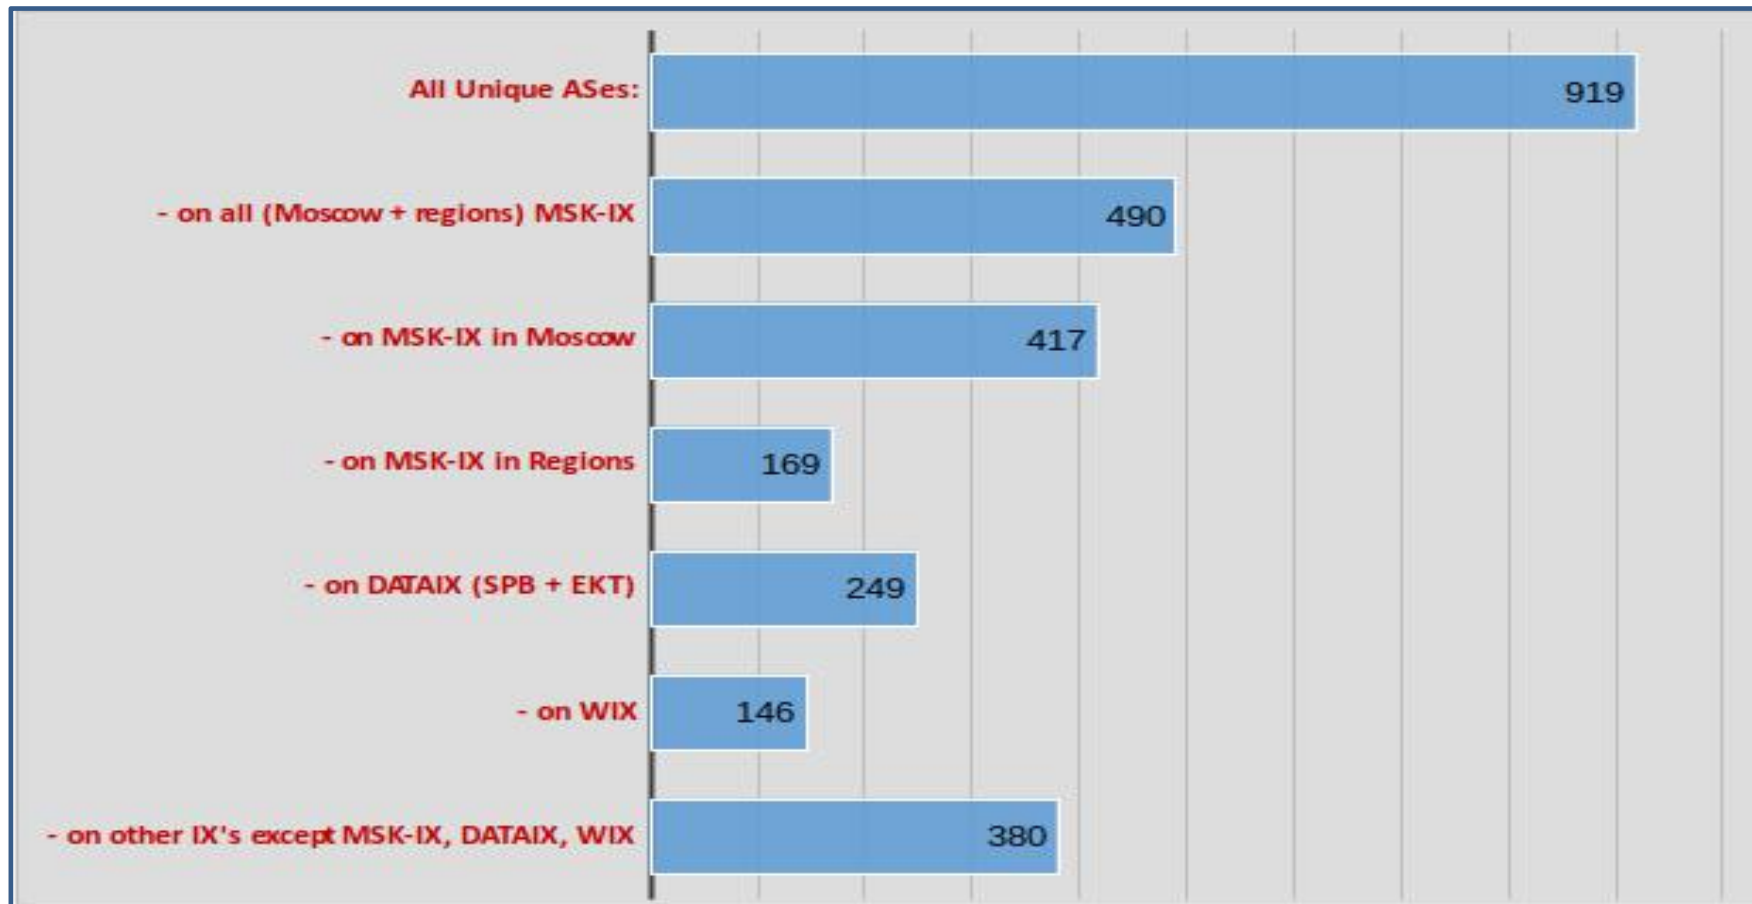 All Unique ASes: 919
- on all (Moscow + regions) MSK-IX 490
- on MSK-IX in Moscow 417
- on MSK-IX in Regions 169
- on DATAIX (SPB + EKT) 249
- on WIX 146
- on other IX's except MSK-IX, DATAIX, WIX 380